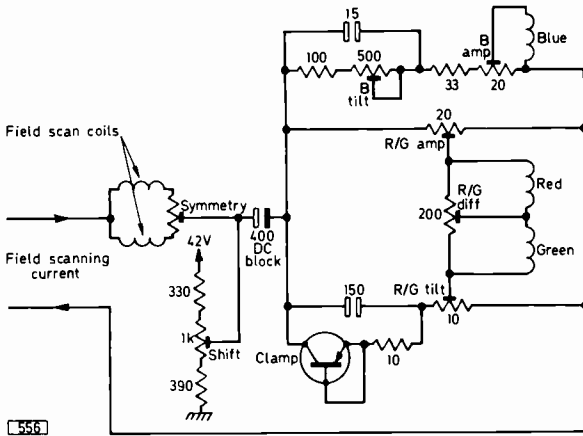 15
B
amp
Blue
100
500
B
tilt
33
20
20
R/G amp
Field scan coils
Symmetry
Red
R/G
diff
200
42V
400
DC
block
Green
Field scanning
current
330
150
R/G tilt
1k
Shift
Clamp
10
10
390
556